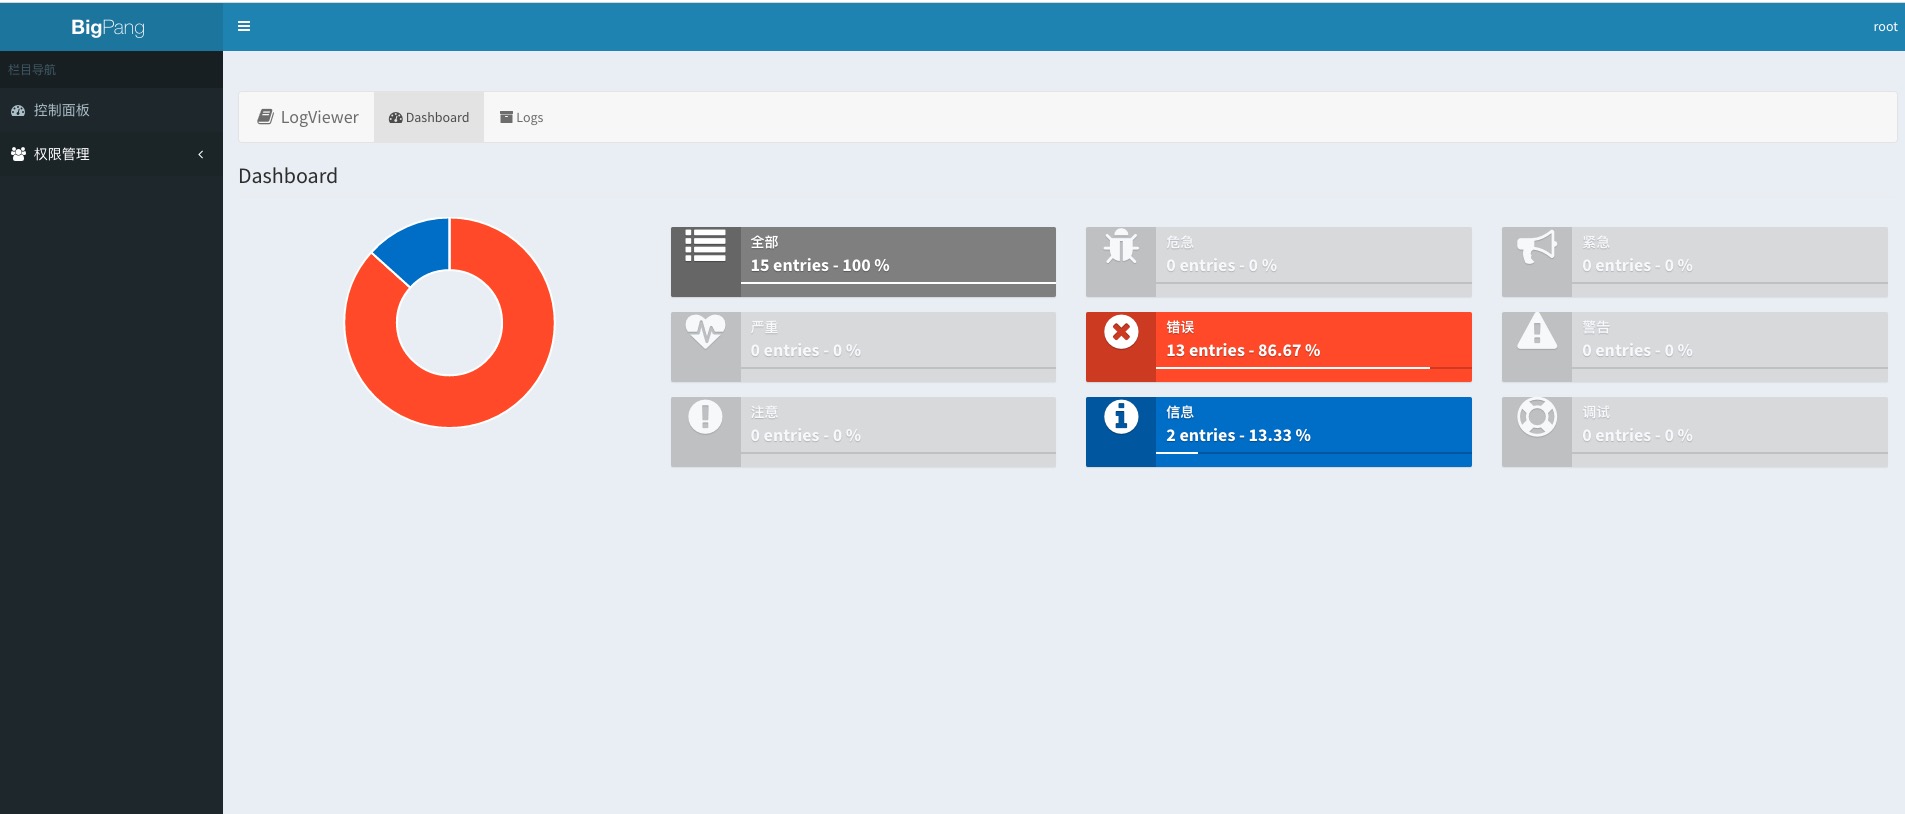 BigPang
root
栏目导航
控制面板
权限管理
LogViewer
Dashboard
Logs
Dashboard
全部
15 entries - 100 %
危急
0 entries - 0 %
紧急
0 entries - 0 %
严重
0 entries - 0 %
错误
13 entries - 86.67 %
警告
0 entries - 0 %
注意
0 entries - 0 %
信息
2 entries - 13.33 %
调试
0 entries - 0 %